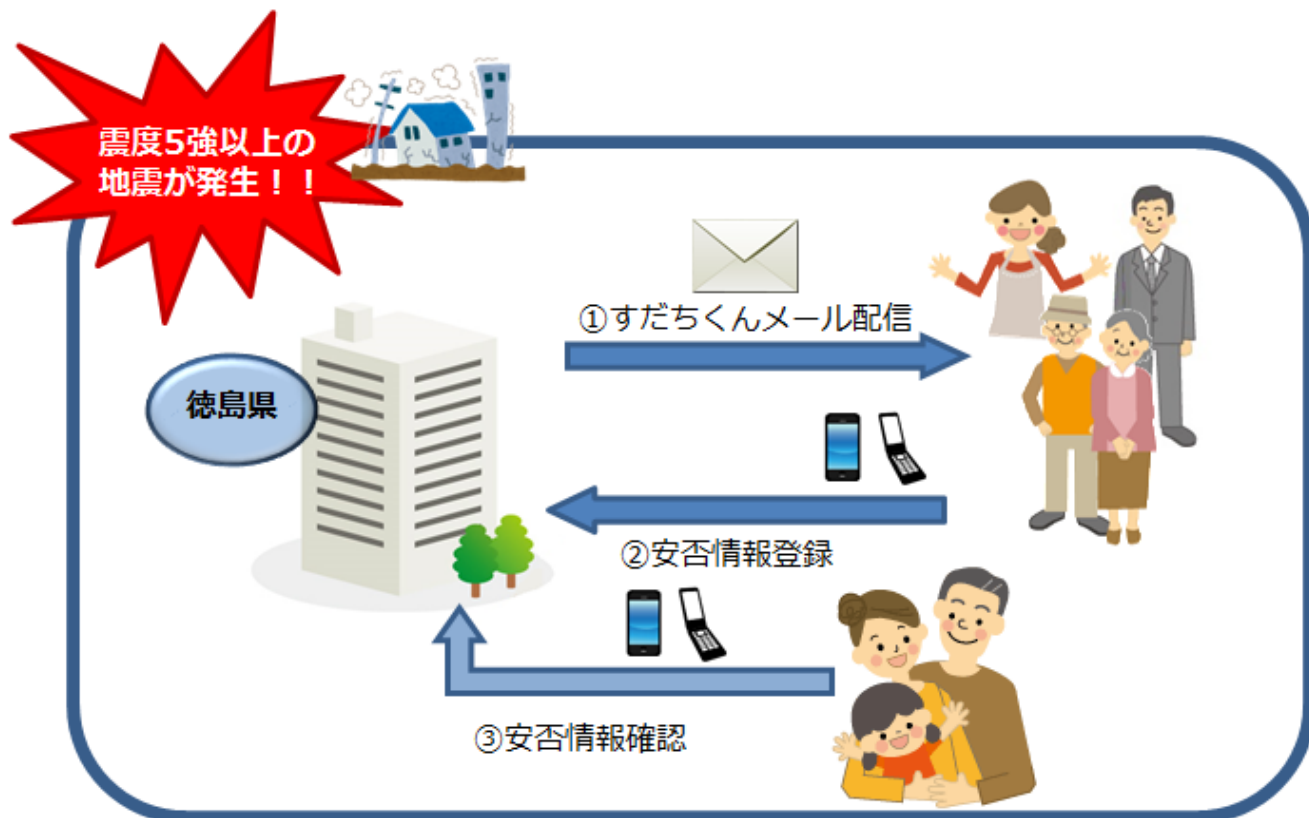 震度5強以上の
地震が発生！！
①すだちくんメール配信
徳島県
②安否情報登録
③安否情報確認